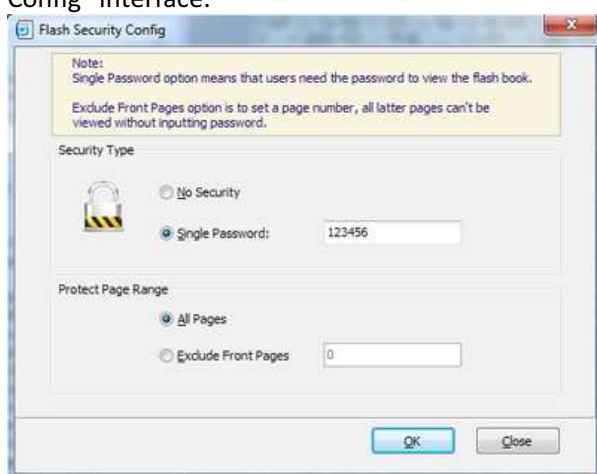 Config" interface.
Flash Security Config
Note:
Single Password option means that users need the password to view the flash book.
Exclude Front Pages option is to set a page number, all latter pages can't be
viewed without inputting password.
Security Type
No Security
Single Password:
123456
Protect Page Range
All Pages
Exclude Front Pages
0
OK
Close